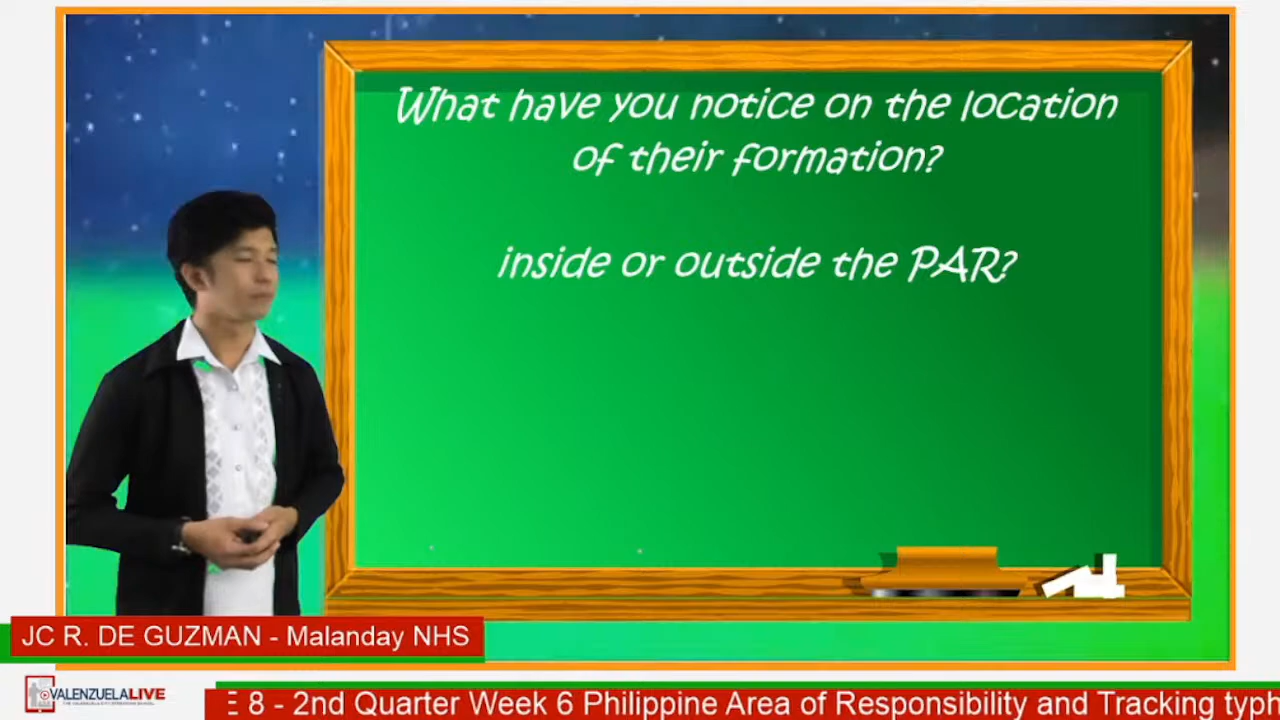 What have you notice on the location
of their formation?
inside or outside the PAR?
JC R. DE GUZMAN - Malanday NHS
VALENZUELALIVE
8 - 2nd Quarter Week 6 Philippine Area of Responsibility and Tracking